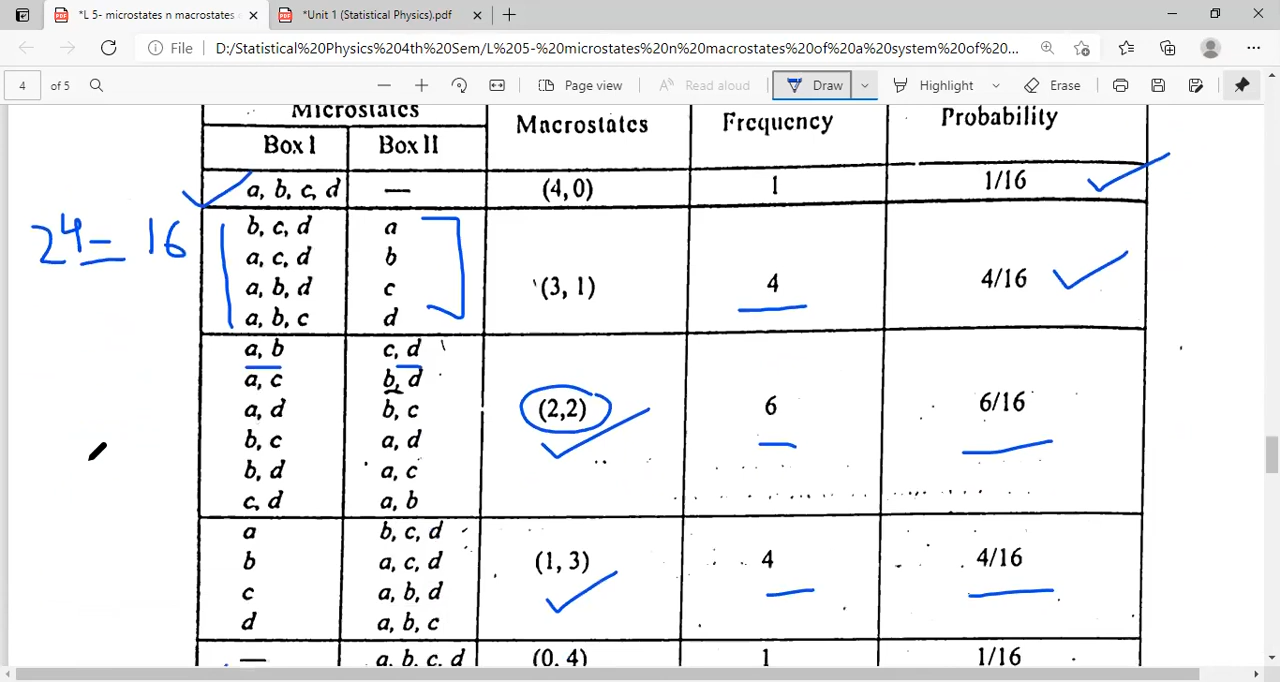 *L 5- microstates n macrostates
*Unit 1 (Statistical Physics).pdf
File D:/Statistical%20Physics%204th%20Sem/L%205-%20microstates%20n%20macrostates%20of%20a%20system%20of%20...
4 of 5 Page view Read aloud Draw Highlight Erase
Microstates Macrostates Frequency Probability
Box I Box II
a, b, c, d — (4,0) 1 1/16
2⁴ = 16
b, c, d a
a, c, d b
a, b, d c (3, 1) 4 4/16
a, b, c d
a, b c, d
a, c b, d
a, d b, c (2,2) 6 6/16
b, c a, d
b, d a, c
c, d a, b
a b, c, d
b a, c, d (1, 3) 4 4/16
c a, b, d
d a, b, c
— a, b, c, d (0, 4) 1 1/16